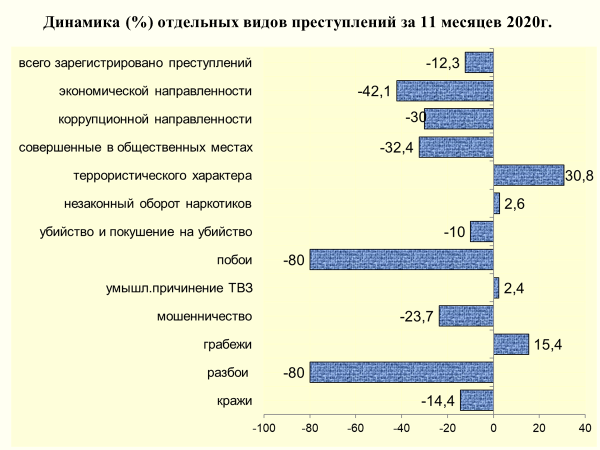 Динамика (%) отдельных видов преступлений за 11 месяцев 2020г.
всего зарегистрировано преступлений -12,3
экономической направленности -42,1
коррупционной направленности -30
совершенные в общественных местах -32,4
террористического характера 30,8
незаконный оборот наркотиков 2,6
убийство и покушение на убийство -10
побои -80
умышл.причинение ТВЗ 2,4
мошенничество -23,7
грабежи 15,4
разбои -80
кражи -14,4
-100 -80 -60 -40 -20 0 20 40